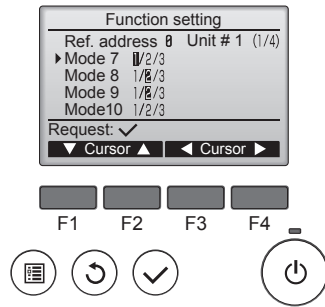 Function setting
Ref. address 0 Unit # 1 (1/4)
Mode 7 1/2/3
Mode 8 1/2/3
Mode 9 1/2/3
Mode10 1/2/3
Request: ✓
▼ Cursor ▲ ◀ Cursor ▶
F1 F2 F3 F4